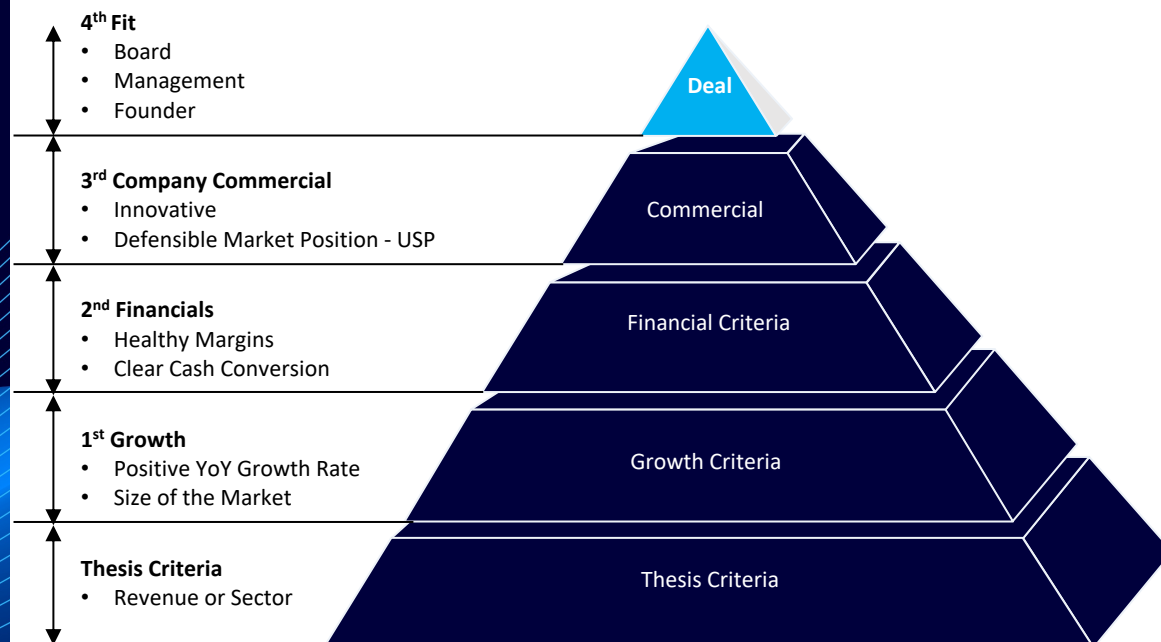 4th Fit
• Board
• Management
• Founder
Deal
3rd Company Commercial
• Innovative
• Defensible Market Position - USP
Commercial
2nd Financials
• Healthy Margins
• Clear Cash Conversion
Financial Criteria
1st Growth
• Positive YoY Growth Rate
• Size of the Market
Growth Criteria
Thesis Criteria
• Revenue or Sector
Thesis Criteria